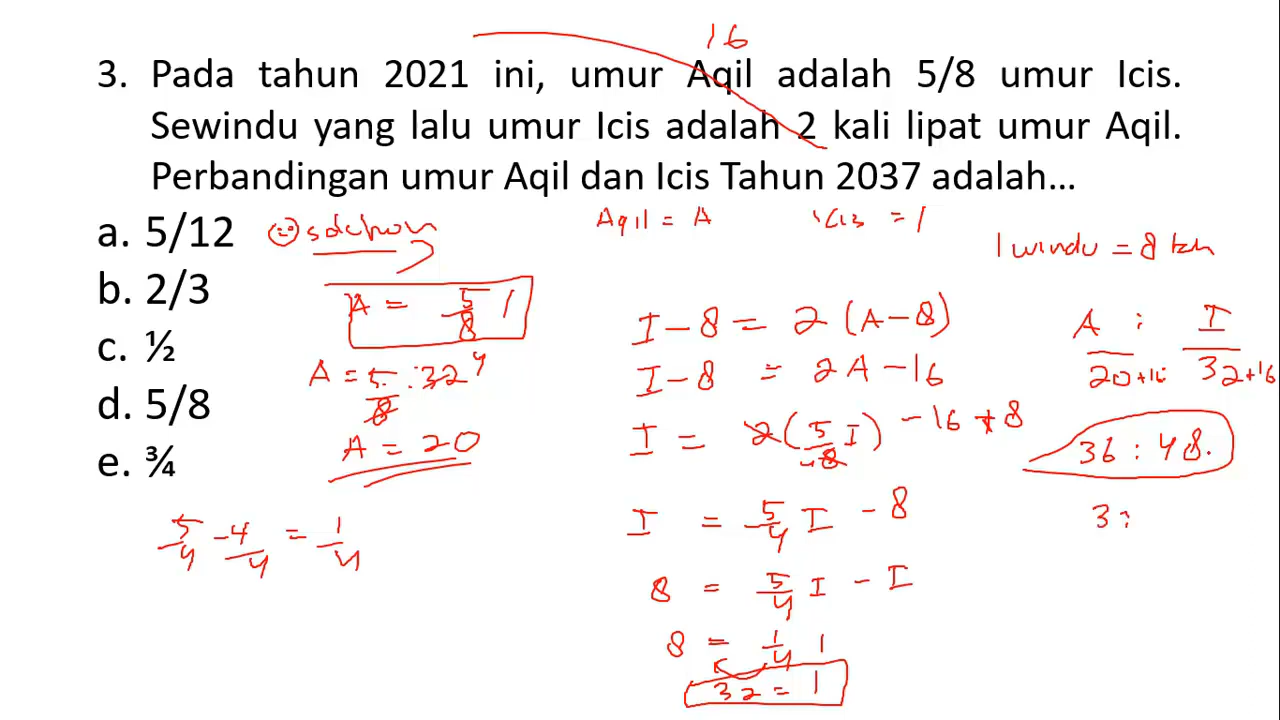 16
3. Pada tahun 2021 ini, umur Aqil adalah 5/8 umur Icis.
Sewindu yang lalu umur Icis adalah 2 kali lipat umur Aqil.
Perbandingan umur Aqil dan Icis Tahun 2037 adalah...
a. 5/12
b. 2/3
c. ½
d. 5/8
e. ¾
A = 5/8 I
A = 5/8 . 32 4
A = 20
5/4 - 4/4 = 1/4
Aqil = A Icis = I
1 windu = 8 thn
I - 8 = 2 (A - 8)
I - 8 = 2A - 16
I = 2 (5/8 I) - 16 + 8
I = 5/4 I - 8
8 = 5/4 I - I
8 = 1/4 I
32 = I
A : I
20+16 32+16
36 : 48.
3 :